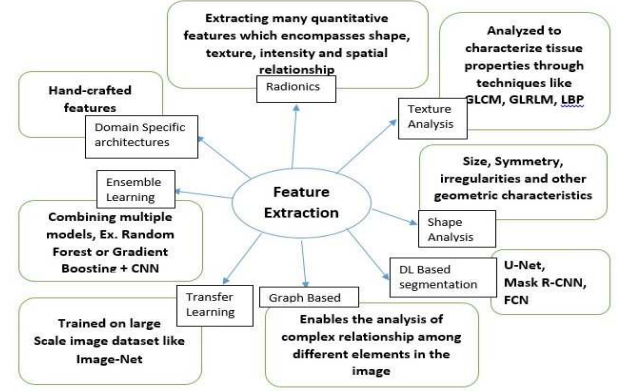 Extracting many quantitative
features which encompasses shape,
texture, intensity and spatial
relationship
Radionics
Analyzed to
characterize tissue
properties through
techniques like
GLCM, GLRLM, LBP
Texture
Analysis
Hand-crafted
features
Domain Specific
architectures
Size, Symmetry,
irregularities and other
geometric characteristics
Shape
Analysis
Ensemble
Learning
Combining multiple
models, Ex. Random
Forest or Gradient
Boosting + CNN
Feature
Extraction
DL Based
segmentation
U-Net,
Mask R-CNN,
FCN
Transfer
Learning
Trained on large
Scale image dataset like
Image-Net
Graph Based
Enables the analysis of
complex relationship among
different elements in the
image